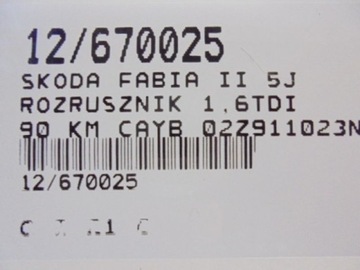 12/670025
SKODA FABIA II 5J
ROZRUSZNIK 1.6TDI
90 KM CAYB 02Z911023N
12/670025